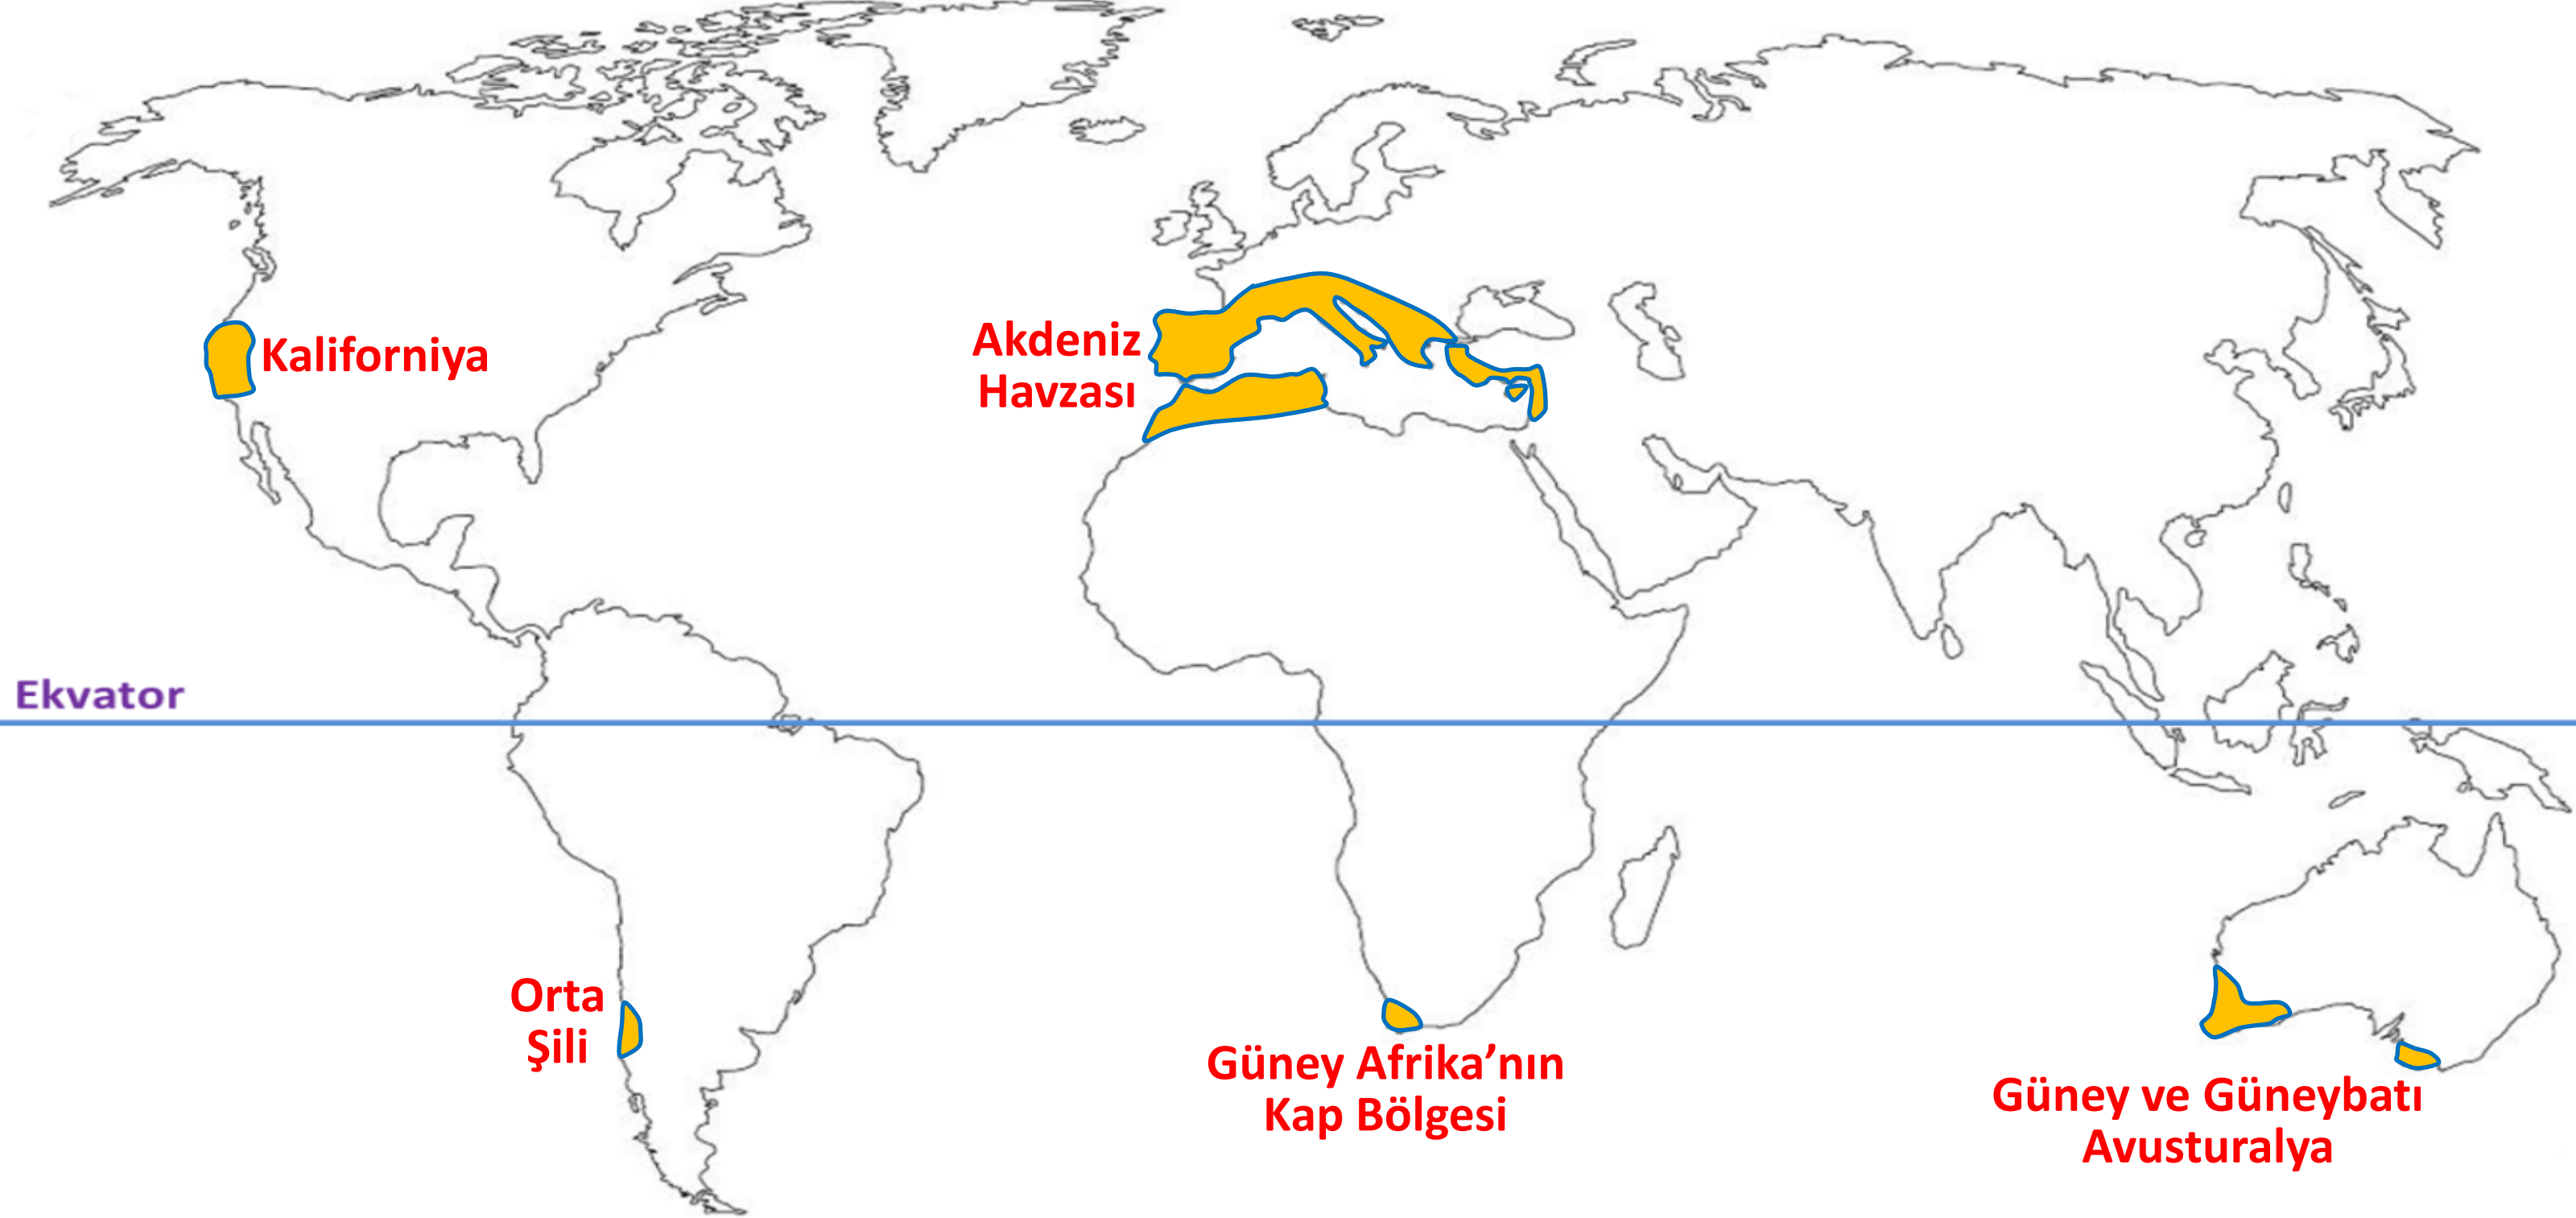 Kaliforniya
Akdeniz
Havzası
Ekvator
Orta
Şili
Güney Afrika’nın
Kap Bölgesi
Güney ve Güneybatı
Avusturalya